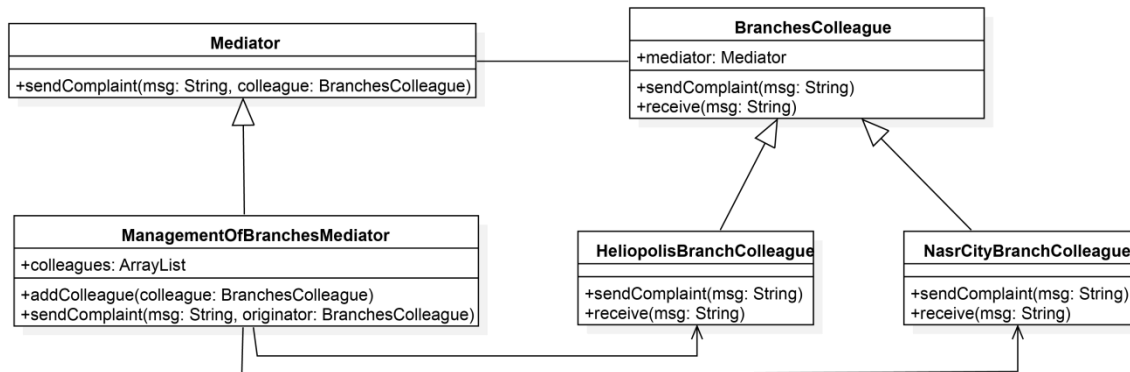 Mediator
+sendComplaint(msg: String, colleague: BranchesColleague)
BranchesColleague
+mediator: Mediator
+sendComplaint(msg: String)
+receive(msg: String)
ManagementOfBranchesMediator
+colleagues: ArrayList
+addColleague(colleague: BranchesColleague)
+sendComplaint(msg: String, originator: BranchesColleague)
HeliopolisBranchColleague
+sendComplaint(msg: String)
+receive(msg: String)
NasrCityBranchColleague
+sendComplaint(msg: String)
+receive(msg: String)